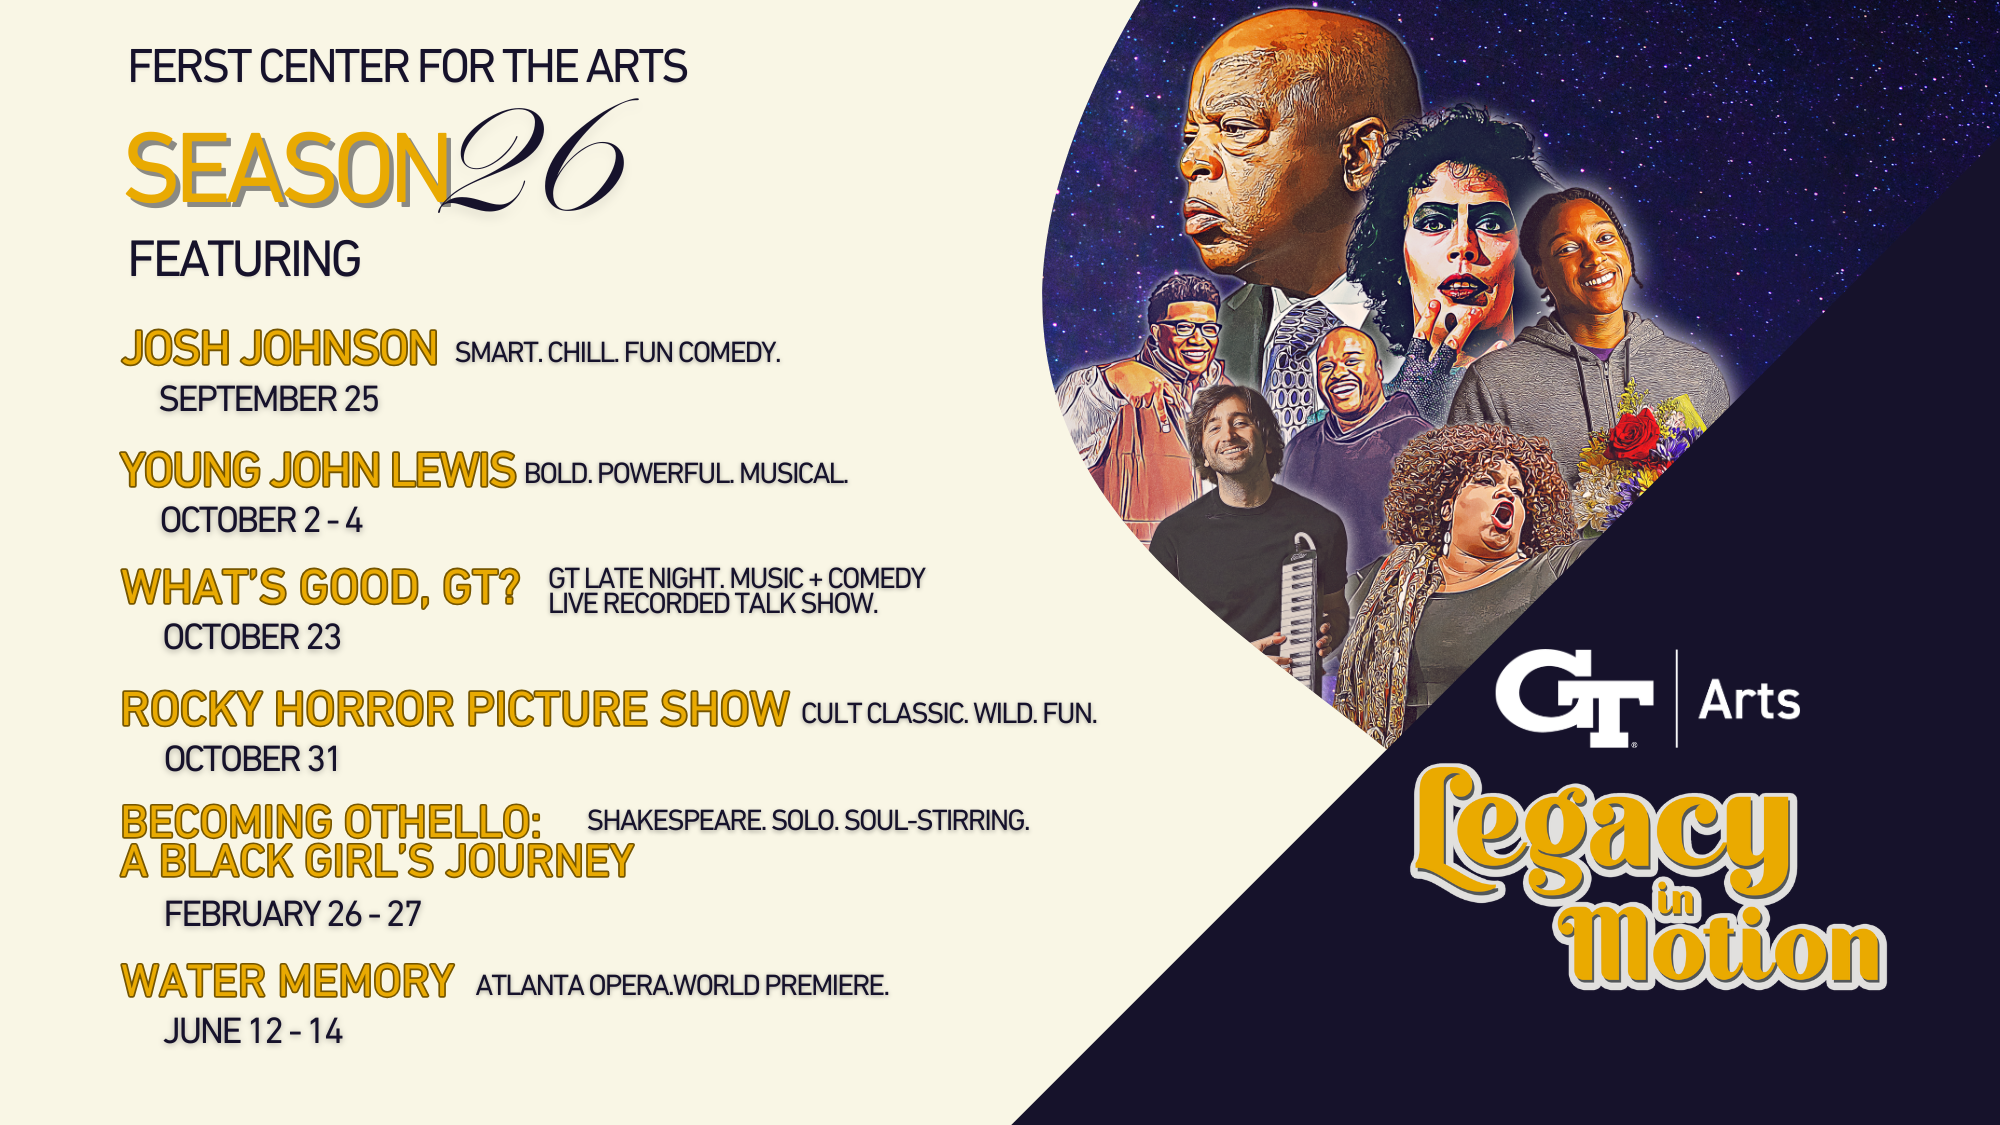 FERST CENTER FOR THE ARTS
SEASON 26
FEATURING
JOSH JOHNSON SMART. CHILL. FUN COMEDY.
SEPTEMBER 25
YOUNG JOHN LEWIS BOLD. POWERFUL. MUSICAL.
OCTOBER 2 - 4
WHAT'S GOOD, GT? GT LATE NIGHT. MUSIC + COMEDY
LIVE RECORDED TALK SHOW.
OCTOBER 23
ROCKY HORROR PICTURE SHOW CULT CLASSIC. WILD. FUN.
OCTOBER 31
BECOMING OTHELLO: SHAKESPEARE. SOLO. SOUL-STIRRING.
A BLACK GIRL'S JOURNEY
FEBRUARY 26 - 27
WATER MEMORY ATLANTA OPERA.WORLD PREMIERE.
JUNE 12 - 14
GT ® Arts
Legacy
in
Motion